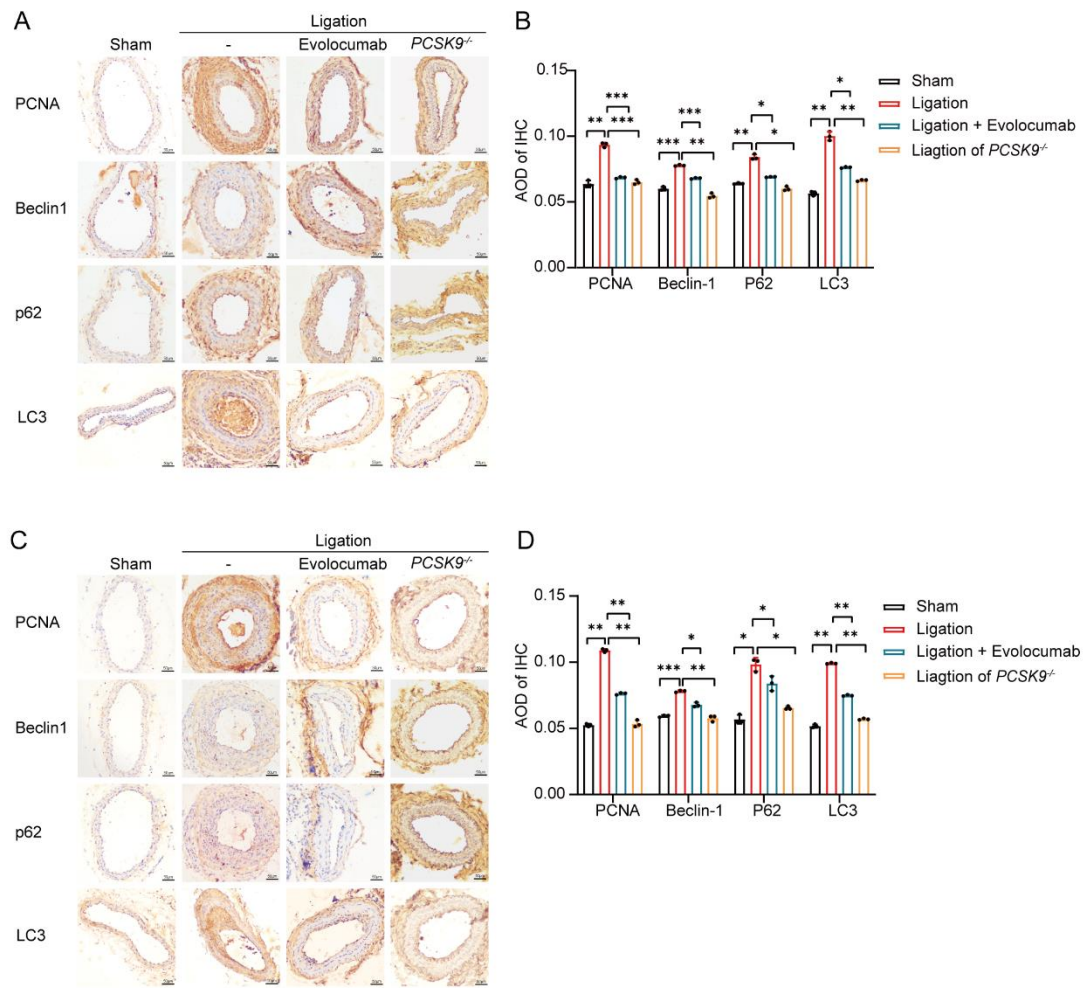 A
Ligation
Sham
-
Evolocumab
PCSK9-/-
PCNA
Beclin1
p62
LC3
B
0.15
0.10
0.05
0.00
AOD of IHC
** *** ***
*** *** **
** * *
** * **
PCNA
Beclin-1
P62
LC3
Sham
Ligation
Ligation + Evolocumab
Liagtion of PCSK9-/-
C
Ligation
Sham
-
Evolocumab
PCSK9-/-
PCNA
Beclin1
p62
LC3
D
0.15
0.10
0.05
0.00
AOD of IHC
** ** **
*** * **
* * *
** ** **
PCNA
Beclin-1
P62
LC3
Sham
Ligation
Ligation + Evolocumab
Liagtion of PCSK9-/-